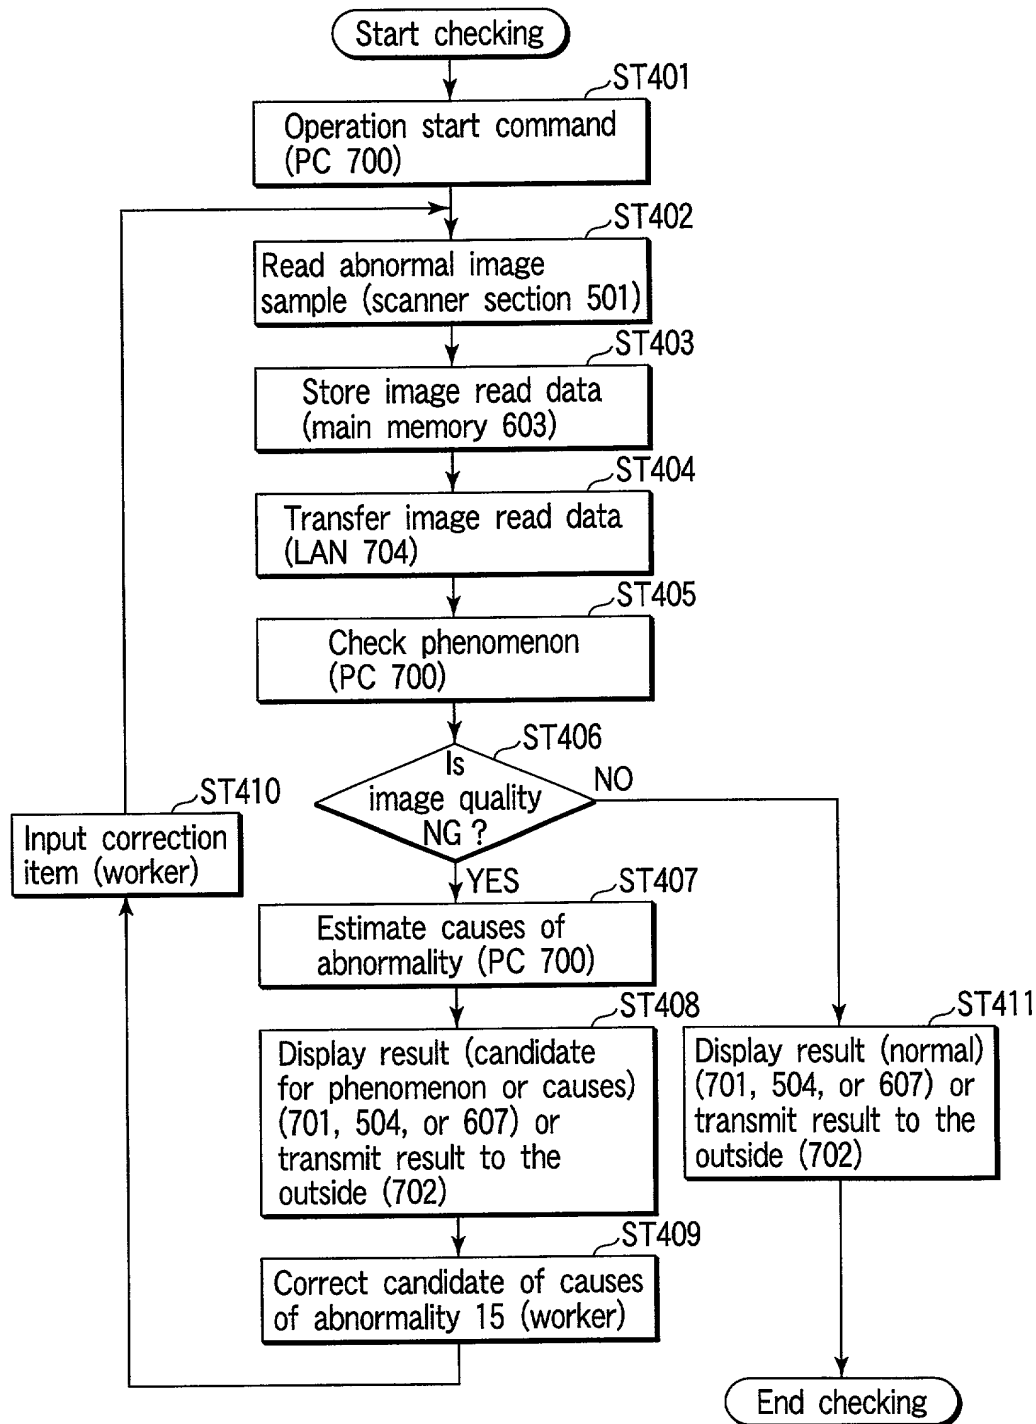 Start checking
ST401
Operation start command
(PC 700)
ST402
Read abnormal image
sample (scanner section 501)
ST403
Store image read data
(main memory 603)
ST404
Transfer image read data
(LAN 704)
ST405
Check phenomenon
(PC 700)
ST406
Is
image quality
NG ?
NO
YES
ST410
Input correction
item (worker)
ST407
Estimate causes of
abnormality (PC 700)
ST408
Display result (candidate
for phenomenon or causes)
(701, 504, or 607) or
transmit result to the
outside (702)
ST411
Display result (normal)
(701, 504, or 607) or
transmit result to the
outside (702)
ST409
Correct candidate of causes
of abnormality 15 (worker)
End checking